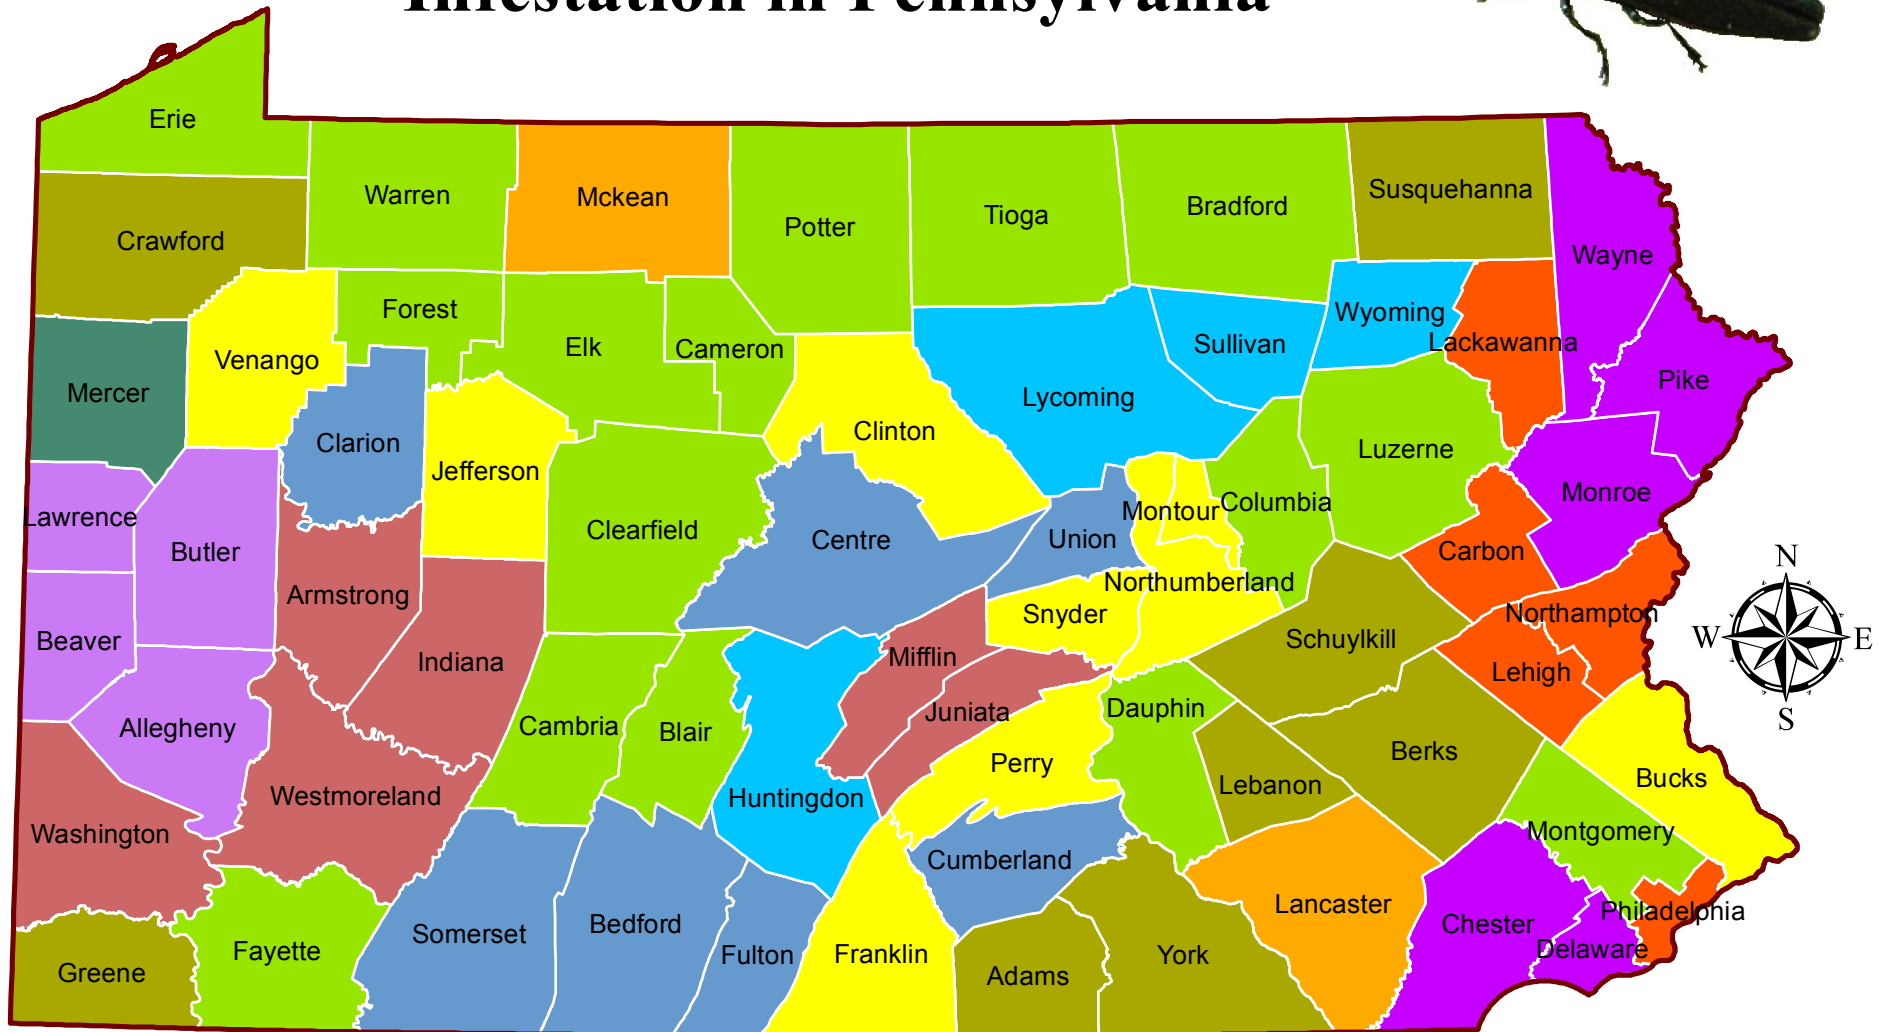 Infestation in Pennsylvania
Erie
Warren
Mckean
Potter
Tioga
Bradford
Susquehanna
Wayne
Crawford
Forest
Elk
Cameron
Sullivan
Wyoming
Lackawanna
Pike
Mercer
Venango
Clarion
Jefferson
Clinton
Lycoming
Luzerne
Monroe
Lawrence
Butler
Armstrong
Clearfield
Centre
Union
Montour
Columbia
Carbon
N
Northumberland
Snyder
Schuylkill
Northampton
W
E
Beaver
Indiana
Mifflin
Lehigh
S
Allegheny
Cambria
Blair
Juniata
Dauphin
Perry
Berks
Bucks
Westmoreland
Huntingdon
Lebanon
Washington
Cumberland
Montgomery
Somerset
Bedford
Lancaster
Chester
Philadelphia
Fayette
Fulton
Franklin
York
Delaware
Greene
Adams